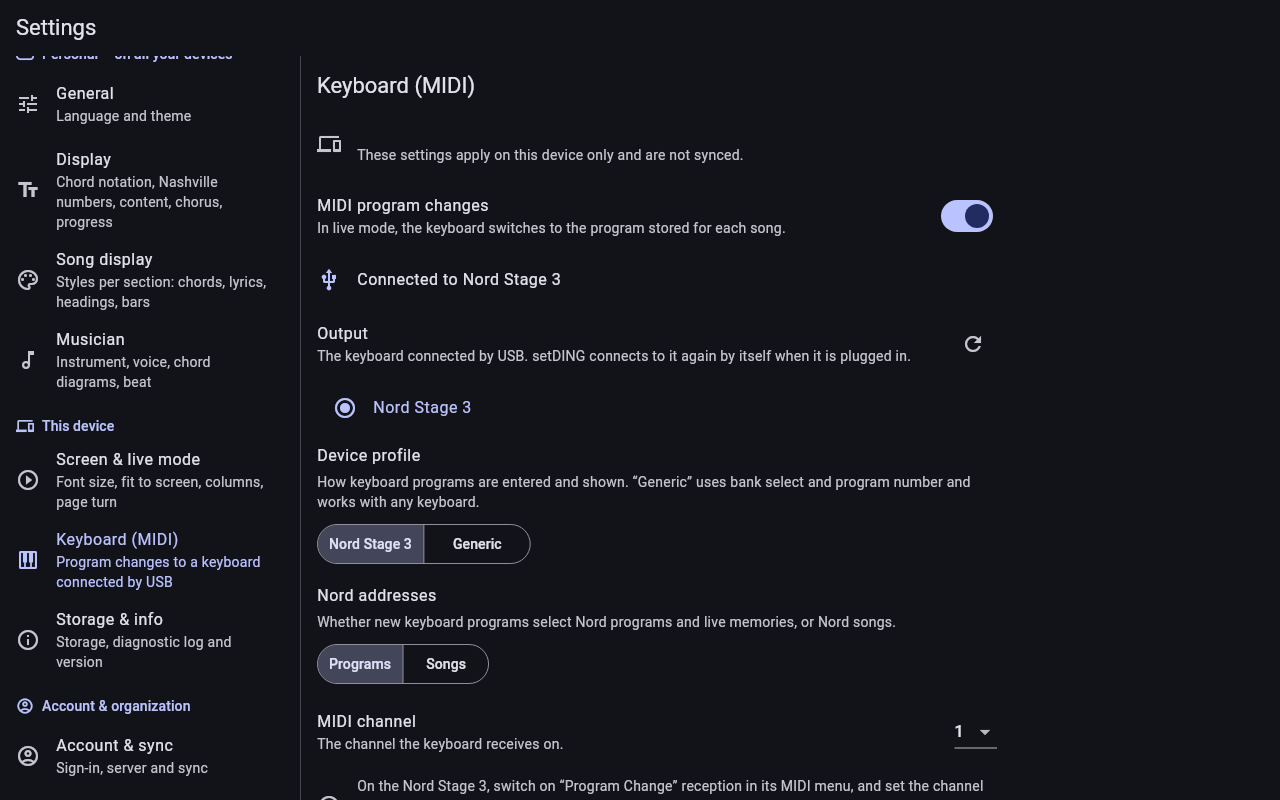 Settings
Personal – on all your devices
General
Language and theme
Display
Chord notation, Nashville
numbers, content, chorus,
progress
Song display
Styles per section: chords, lyrics,
headings, bars
Musician
Instrument, voice, chord
diagrams, beat
This device
Screen & live mode
Font size, fit to screen, columns,
page turn
Keyboard (MIDI)
Program changes to a keyboard
connected by USB
Storage & info
Storage, diagnostic log and
version
Account & organization
Account & sync
Sign-in, server and sync
Keyboard (MIDI)
These settings apply on this device only and are not synced.
MIDI program changes
In live mode, the keyboard switches to the program stored for each song.
Connected to Nord Stage 3
Output
The keyboard connected by USB. setDING connects to it again by itself when it is plugged in.
Nord Stage 3
Device profile
How keyboard programs are entered and shown. “Generic” uses bank select and program number and
works with any keyboard.
Nord Stage 3 Generic
Nord addresses
Whether new keyboard programs select Nord programs and live memories, or Nord songs.
Programs Songs
MIDI channel
The channel the keyboard receives on.
1
On the Nord Stage 3, switch on “Program Change” reception in its MIDI menu, and set the channel